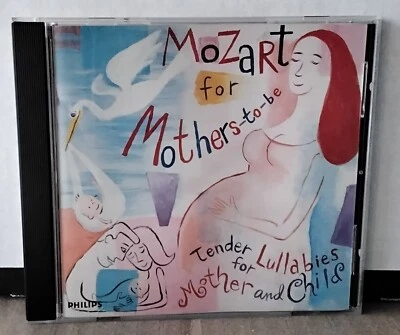 Mozart
for
Mothers-to-be
Tender Lullabies
for
Mother and Child
PHILIPS